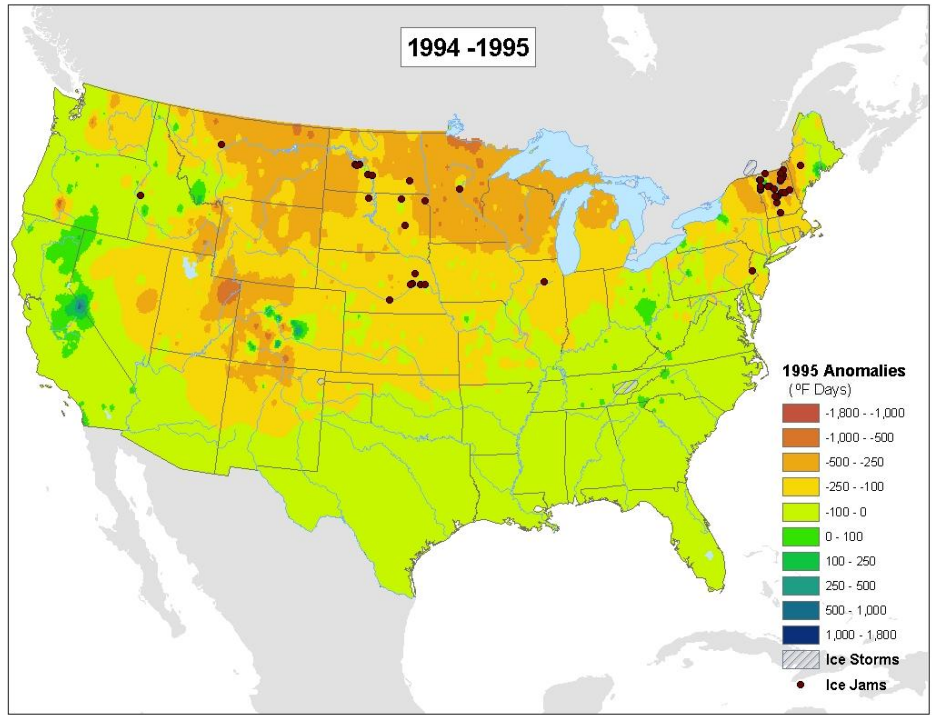 1994 -1995
1995 Anomalies
(ºF Days)
-1,800 - -1,000
-1,000 - -500
-500 - -250
-250 - -100
-100 - 0
0 - 100
100 - 250
250 - 500
500 - 1,000
1,000 - 1,800
Ice Storms
Ice Jams